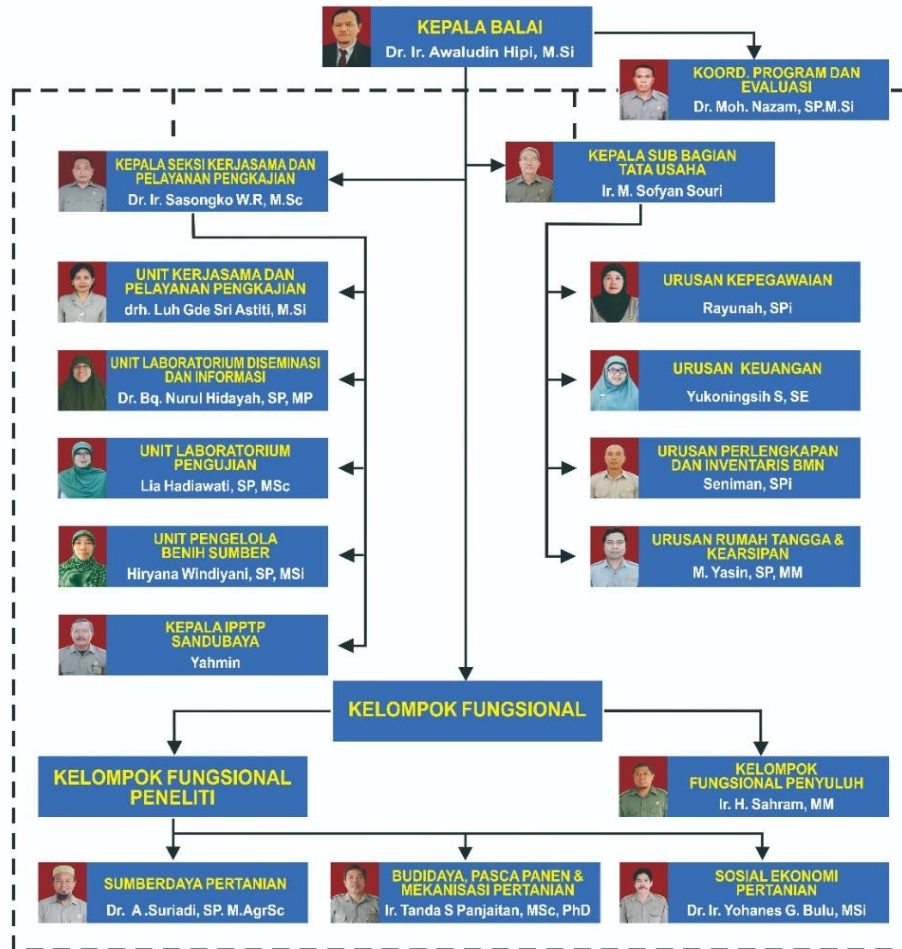 KEPALA BALAI
Dr. Ir. Awaludin Hipi, M.Si
KOORD. PROGRAM DAN
EVALUASI
Dr. Moh. Nazam, SP.M.Si
KEPALA SEKSI KERJASAMA DAN
PELAYANAN PENGKAJIAN
Dr. Ir. Sasongko W.R, M.Sc
KEPALA SUB BAGIAN
TATA USAHA
Ir. M. Sofyan Souri
UNIT KERJASAMA DAN
PELAYANAN PENGKAJIAN
drh. Luh Gde Sri Astiti, M.Si
URUSAN KEPEGAWAIAN
Rayunah, SPi
UNIT LABORATORIUM DISEMINASI
DAN INFORMASI
Dr. Bq. Nurul Hidayah, SP, MP
URUSAN KEUANGAN
Yukoningsih S, SE
UNIT LABORATORIUM
PENGUJIAN
Lia Hadiawati, SP, MSc
URUSAN PERLENGKAPAN
DAN INVENTARIS BMN
Seniman, SPi
UNIT PENGELOLA
BENIH SUMBER
Hiryana Windiyani, SP, MSi
URUSAN RUMAH TANGGA &
KEARSIPAN
M. Yasin, SP, MM
KEPALA IPPTP
SANDUBAYA
Yahmin
KELOMPOK FUNGSIONAL
KELOMPOK FUNGSIONAL
PENELITI
KELOMPOK
FUNGSIONAL PENYULUH
Ir. H. Sahram, MM
SUMBERDAYA PERTANIAN
Dr. A .Suriadi, SP. M.AgrSc
BUDIDAYA, PASCA PANEN &
MEKANISASI PERTANIAN
Ir. Tanda S Panjaitan, MSc, PhD
SOSIAL EKONOMI
PERTANIAN
Dr. Ir. Yohanes G. Bulu, MSi